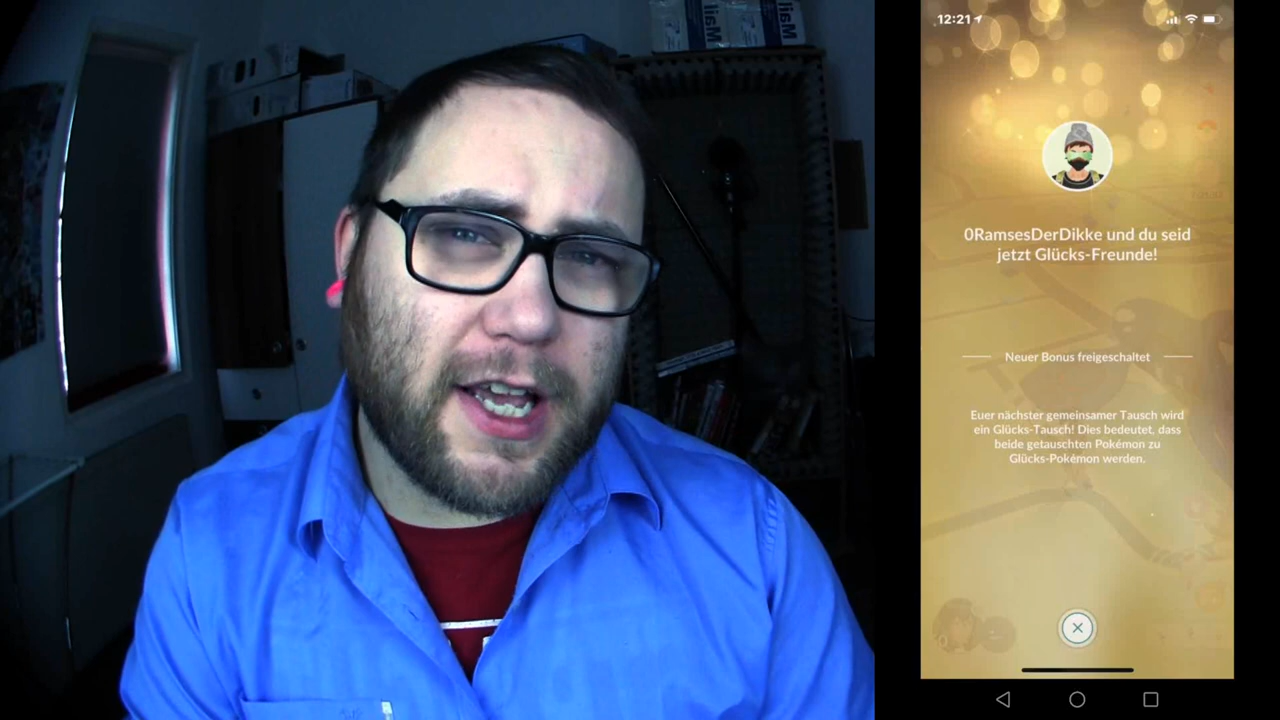 12:21
0RamsesDerDikke und du seid
jetzt Glücks-Freunde!
Neuer Bonus freigeschaltet
Euer nächster gemeinsamer Tausch wird
ein Glücks-Tausch! Dies bedeutet, dass
beide getauschten Pokémon zu
Glücks-Pokémon werden.